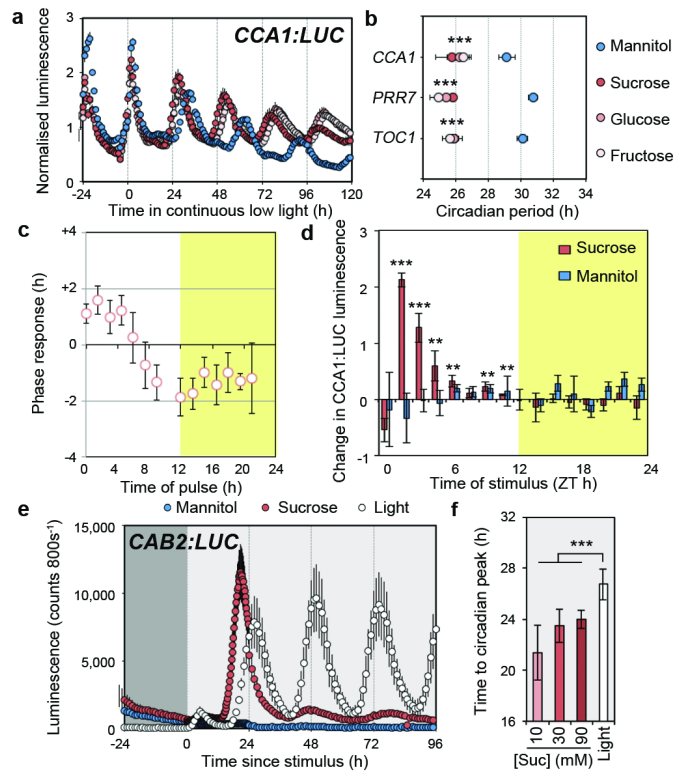 a
CCA1:LUC
Normalised luminescence
3
2
1
0
-24 0 24 48 72 96 120
Time in continuous low light (h)
b
CCA1
PRR7
TOC1
***
***
***
24 26 28 30 32 34
Circadian period (h)
Mannitol
Sucrose
Glucose
Fructose
c
Phase response (h)
+4
+2
0
-2
-4
0 4 8 12 16 20 24
Time of pulse (h)
d
Change in CCA1:LUC luminescence
3
2
1
0
-1
***
***
**
**
**
**
Sucrose
Mannitol
0 6 12 18 24
Time of stimulus (ZT h)
e
Mannitol Sucrose Light
CAB2:LUC
Luminescence (counts 800s-1)
15,000
10,000
5,000
0
-24 0 24 48 72 96
Time since stimulus (h)
f
Time to circadian peak (h)
32
28
24
20
16
***
10 30 90 Light
[Suc] (mM)